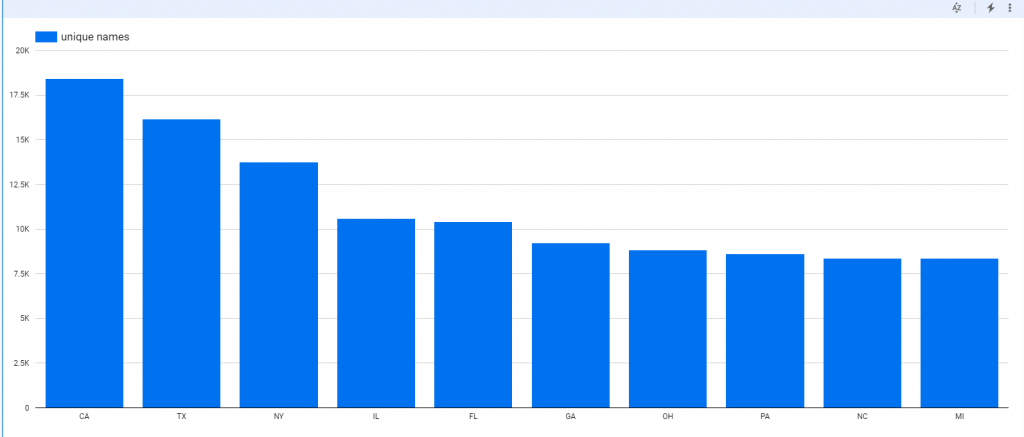 unique names
20K
17.5K
15K
12.5K
10K
7.5K
5K
2.5K
0
CA TX NY IL FL GA OH PA NC MI